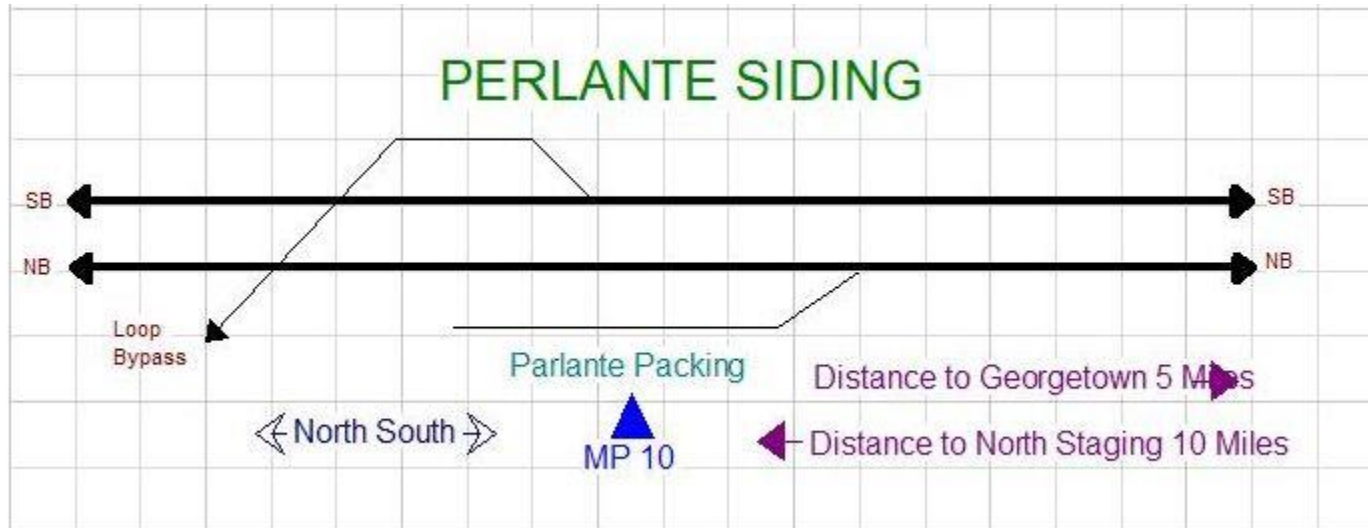 PERLANTE SIDING
SB
SB
NB
NB
Loop
Bypass
Parlante Packing
Distance to Georgetown 5 Miles
North South
Distance to North Staging 10 Miles
MP 10